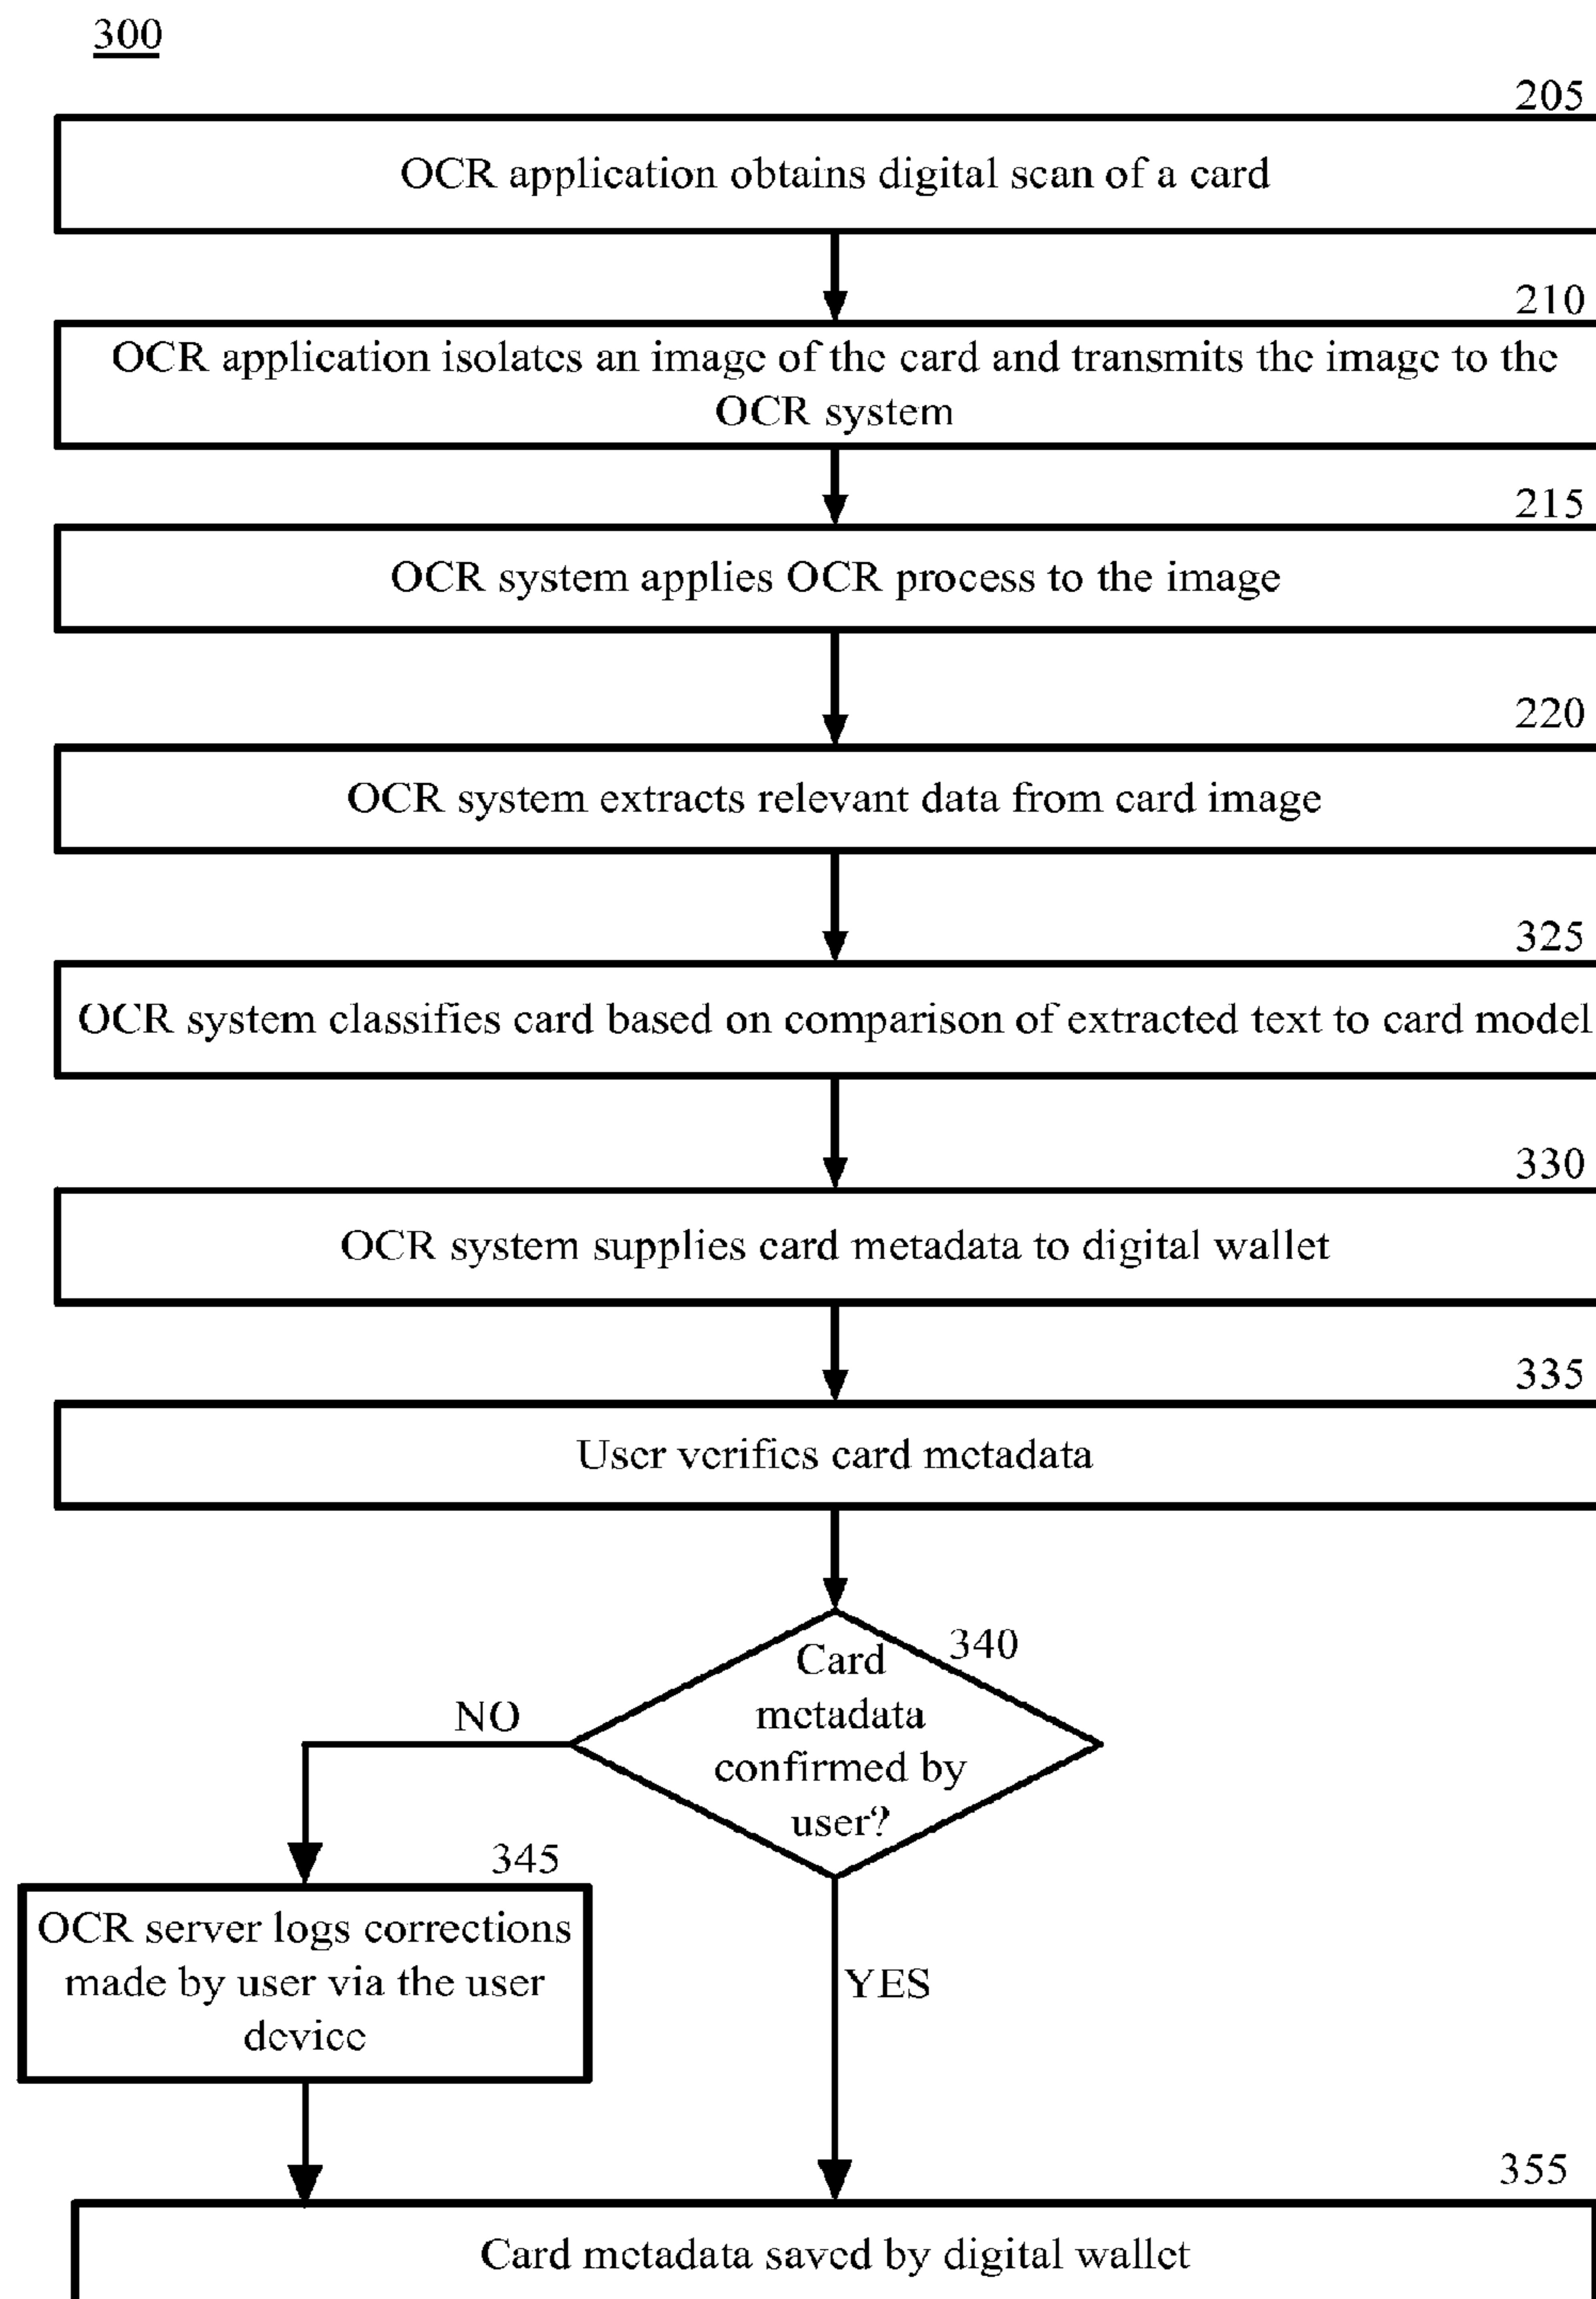 300
205
OCR application obtains digital scan of a card
210
OCR application isolates an image of the card and transmits the image to the
OCR system
215
OCR system applies OCR process to the image
220
OCR system extracts relevant data from card image
325
OCR system classifies card based on comparison of extracted text to card model
330
OCR system supplies card metadata to digital wallet
335
User verifies card metadata
340
Card
metadata
confirmed by
user?
NO
YES
345
OCR server logs corrections
made by user via the user
device
355
Card metadata saved by digital wallet